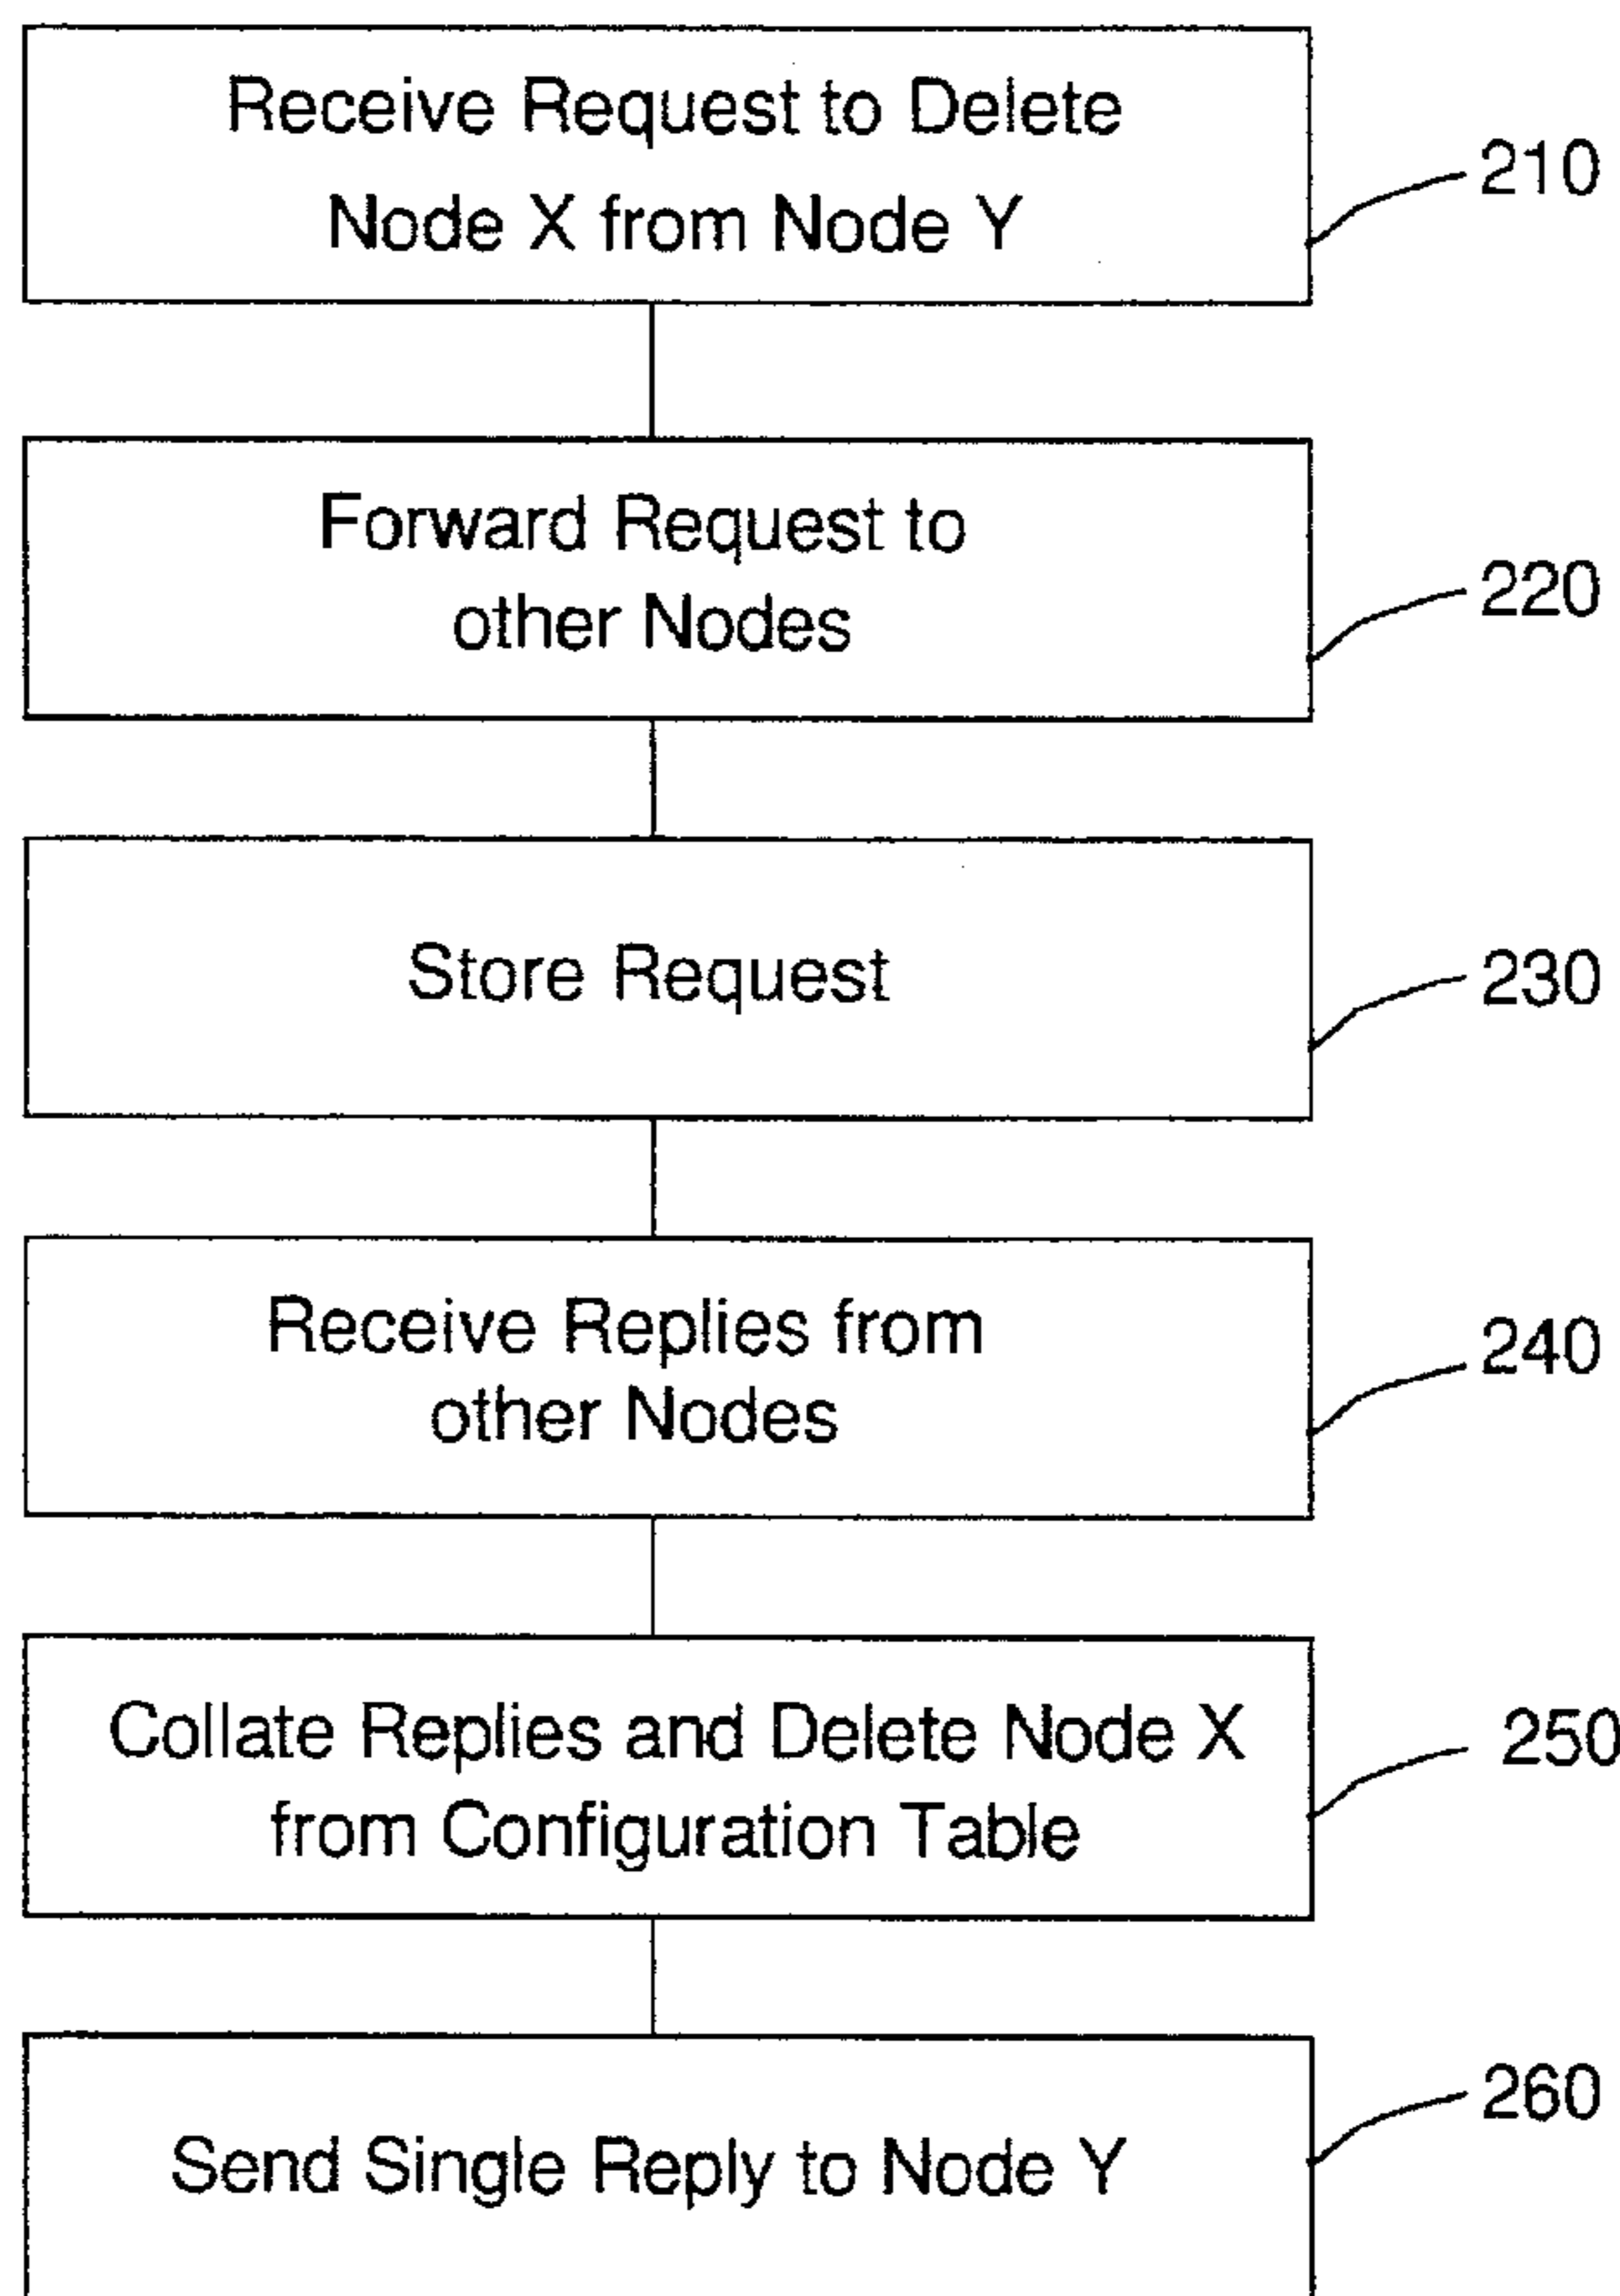 Receive Request to Delete
Node X from Node Y
210
Forward Request to
other Nodes
220
Store Request
230
Receive Replies from
other Nodes
240
Collate Replies and Delete Node X
from Configuration Table
250
Send Single Reply to Node Y
260